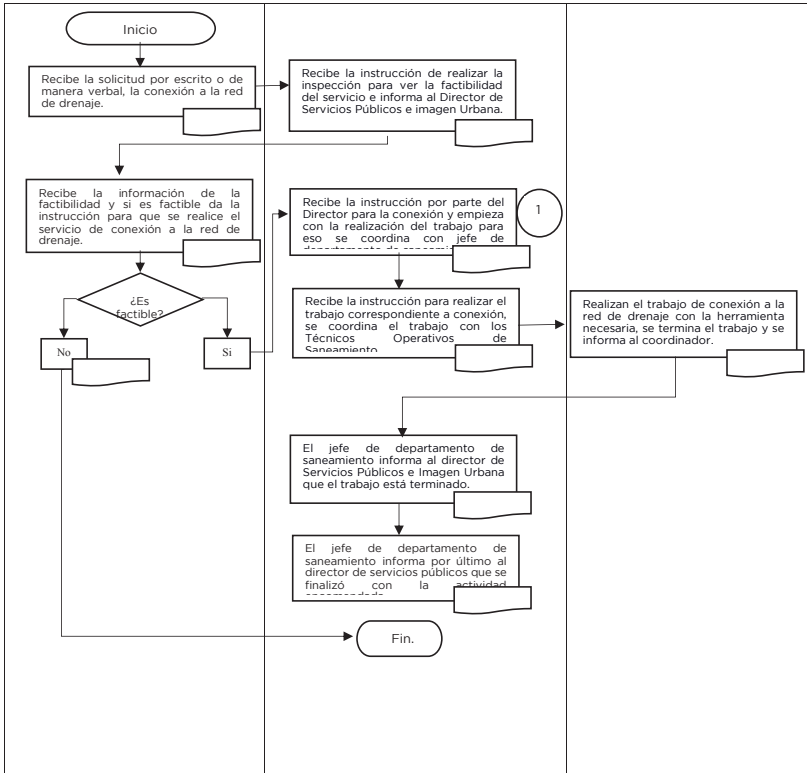 Inicio
Recibe la solicitud por escrito o de
manera verbal, la conexión a la red
de drenaje.
Recibe la instrucción de realizar la
inspección para ver la factibilidad
del servicio e informa al Director de
Servicios Públicos e imagen Urbana.
Recibe la información de la
factibilidad y si es factible da la
instrucción para que se realice el
servicio de conexión a la red de
drenaje.
Recibe la instrucción por parte del
Director para la conexión y empieza
con la realización del trabajo para
eso se coordina con jefe de
departamento de
1
¿Es
factible?
No
Si
Recibe la instrucción para realizar el
trabajo correspondiente a conexión,
se coordina el trabajo con los
Técnicos Operativos de
Saneamiento
Realizan el trabajo de conexión a la
red de drenaje con la herramienta
necesaria, se termina el trabajo y se
informa al coordinador.
El jefe de departamento de
saneamiento informa al director de
Servicios Públicos e Imagen Urbana
que el trabajo está terminado.
El jefe de departamento de
saneamiento informa por último al
director de servicios públicos que se
finalizó con la actividad
Fin.